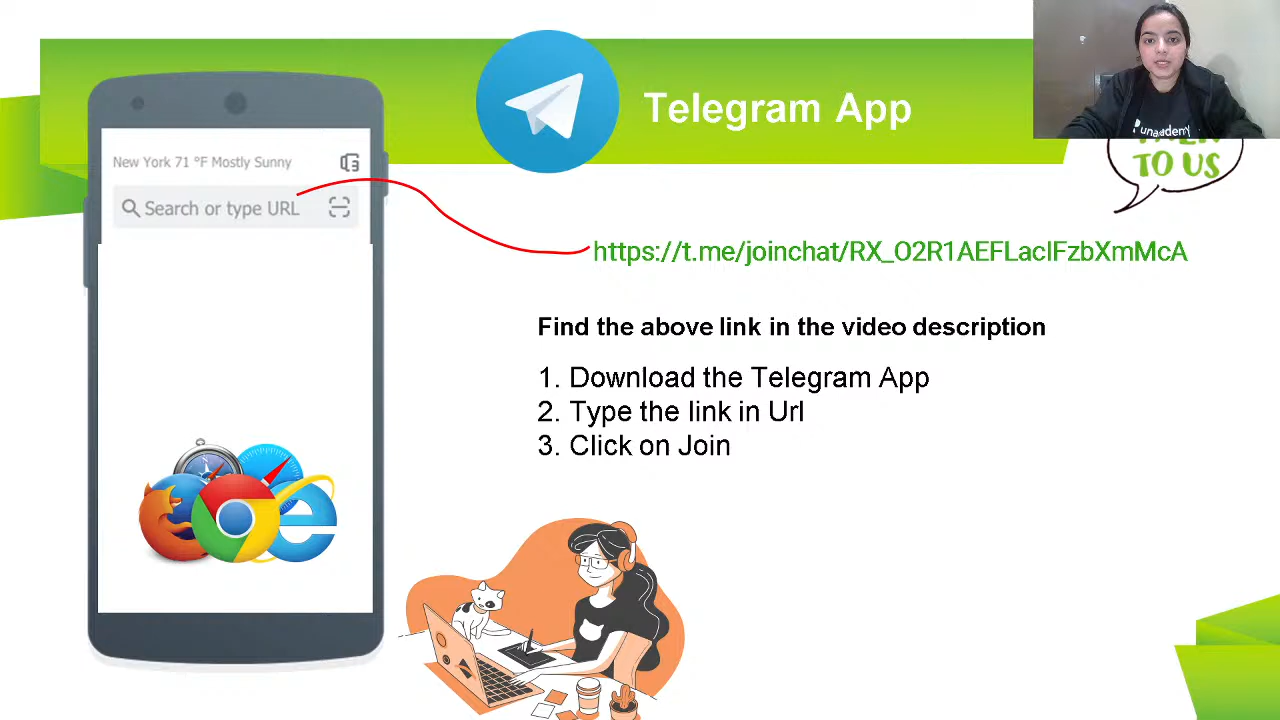 Telegram App
unacademy
TO US
New York 71 °F Mostly Sunny
Search or type URL
https://t.me/joinchat/RX_O2R1AEFLacIFzbXmMcA
Find the above link in the video description
1. Download the Telegram App
2. Type the link in Url
3. Click on Join